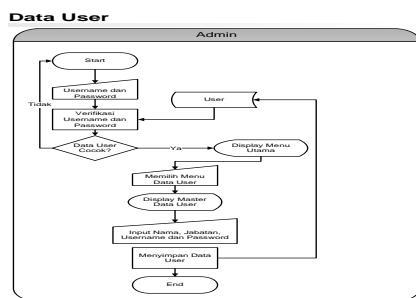 Data User
Admin
Start
Username dan
Password
Tidak
User
Verifikasi
Username dan
Password
Data User
Cocok?
Ya
Display Menu
Utama
Memilih Menu
Data User
Display Master
Data User
Input Nama, Jabatan,
Username dan Password
Menyimpan Data
User
End